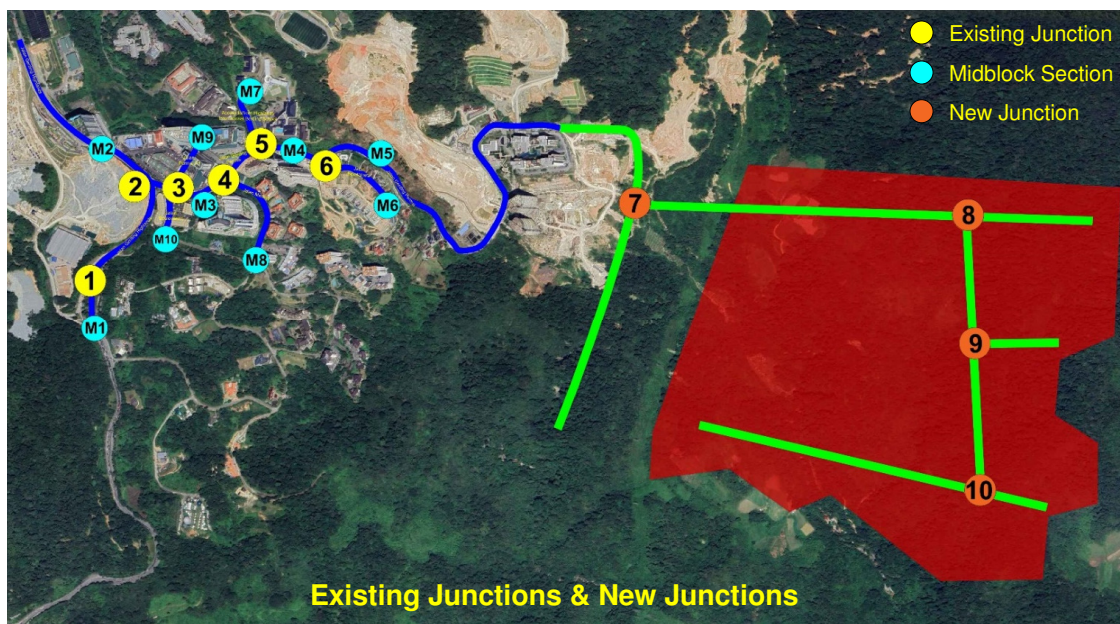 Existing Junction
Midblock Section
New Junction
M7
M2
M9
5
M4
M5
6
2
3
4
M3
M6
M10
M8
1
M1
7
8
9
10
Existing Junctions & New Junctions